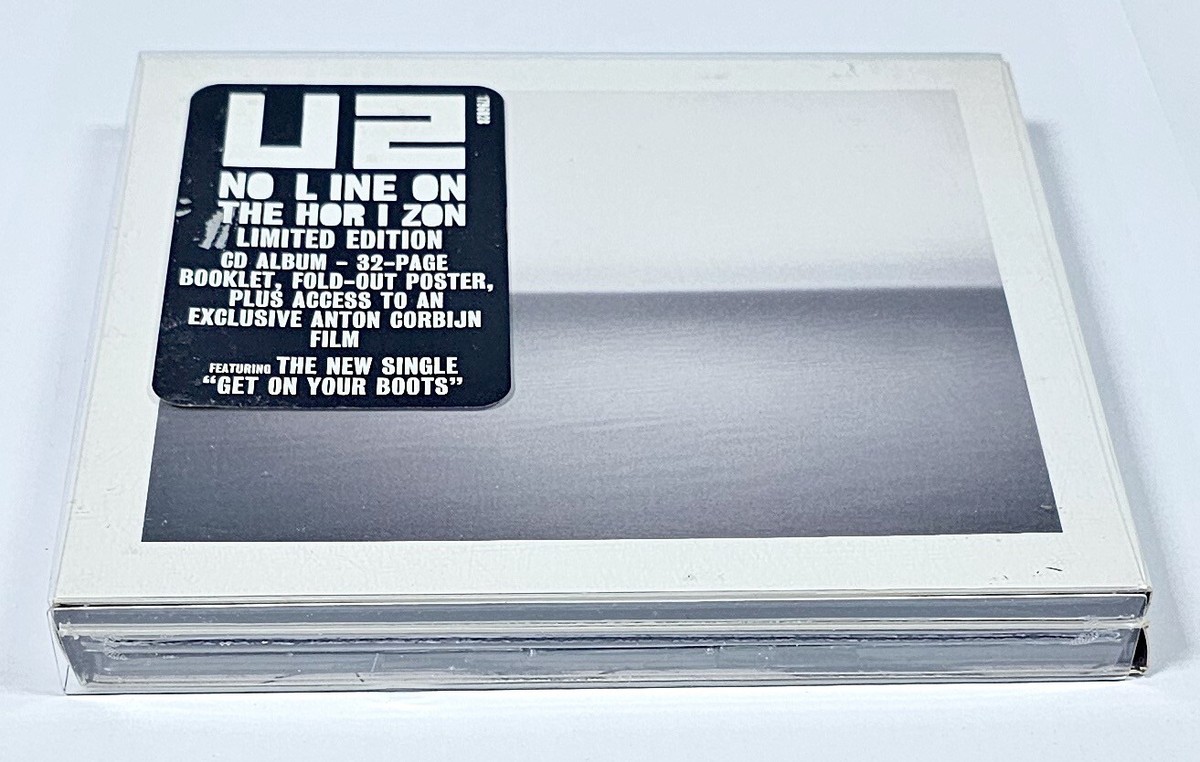 U2
NO L INE ON
THE HOR I ZON
LIMITED EDITION
CD ALBUM - 32-PAGE
BOOKLET, FOLD-OUT POSTER,
PLUS ACCESS TO AN
EXCLUSIVE ANTON CORBIJN
FILM
FEATURING THE NEW SINGLE
“GET ON YOUR BOOTS”